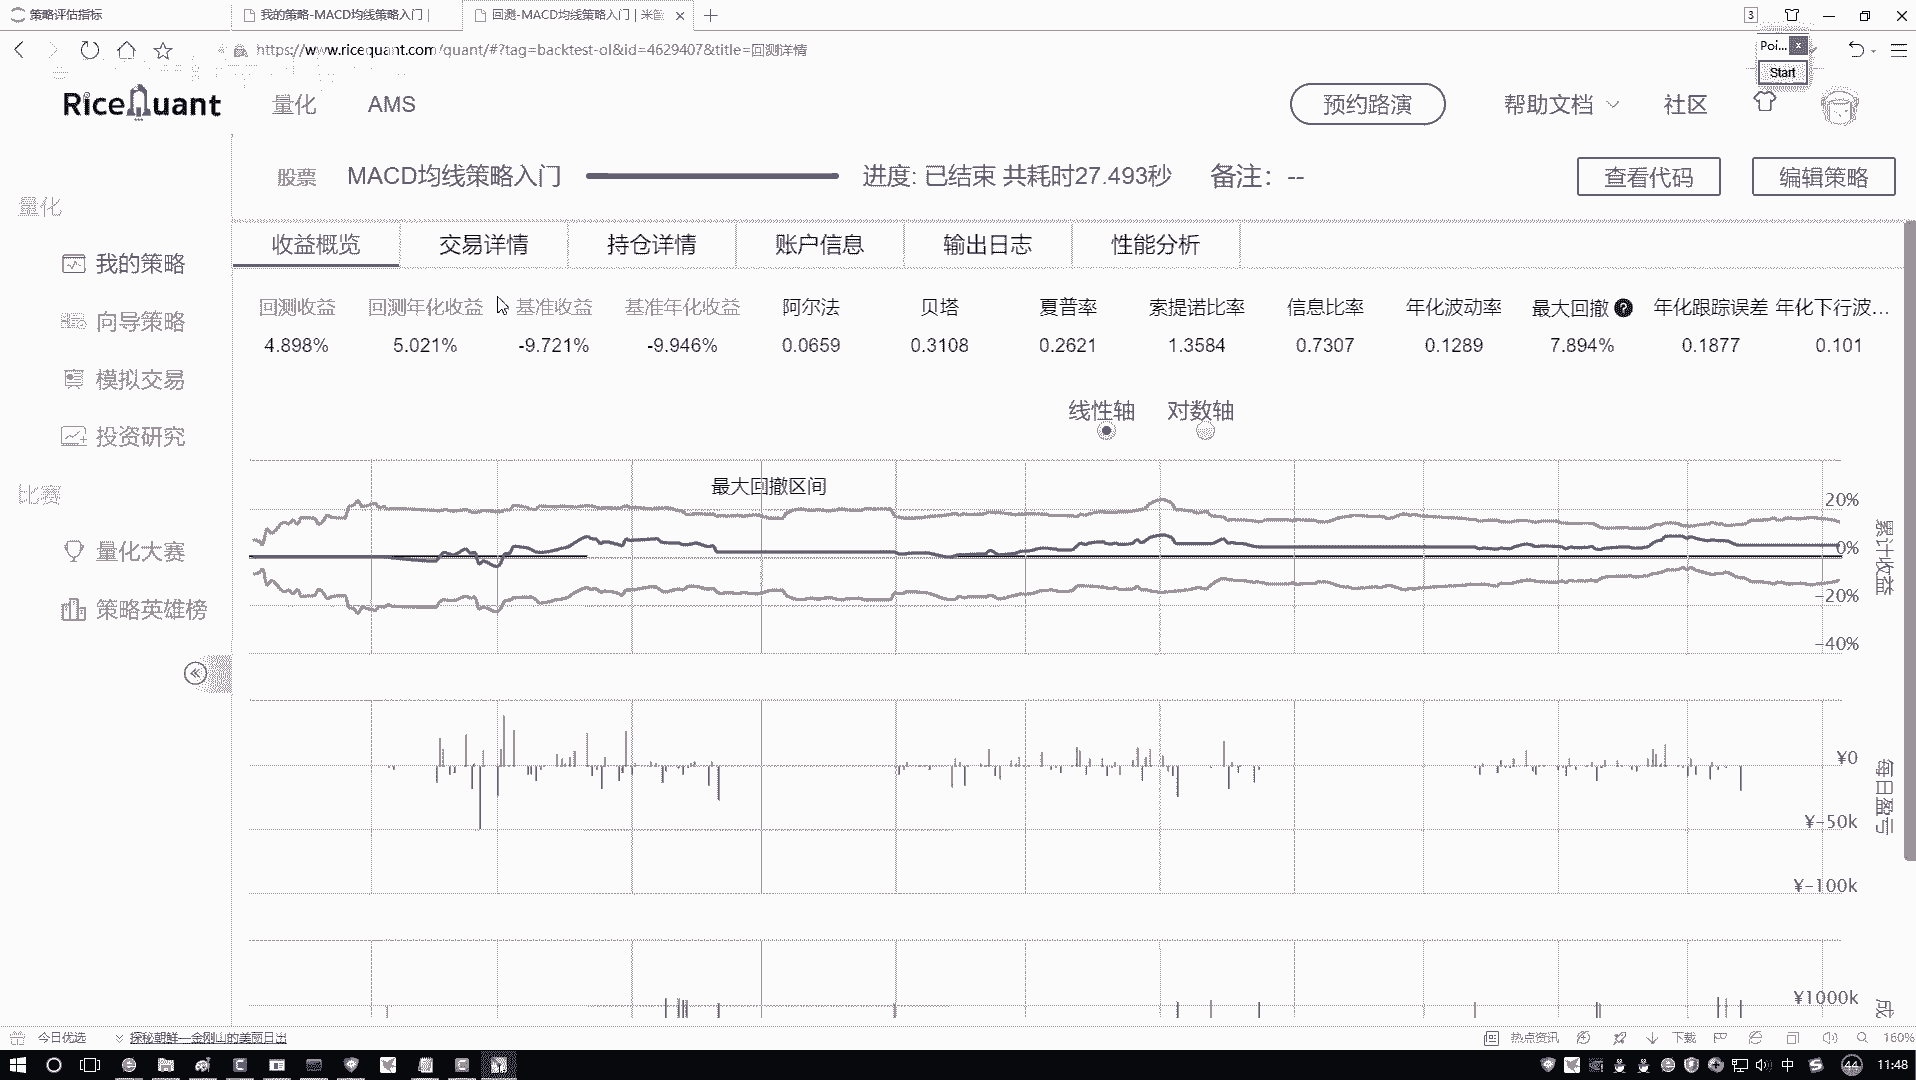 策略评估指标
我的策略-MACD均线策略入门 |
回测-MACD均线策略入门 | 米筐
3
https://www.ricequant.com/quant/#?tag=backtest-ol&id=4629407&title=回测详情
Poi...
Start
RiceQuant
量化
AMS
预约路演
帮助文档
社区
股票
MACD均线策略入门
进度: 已结束 共耗时27.493秒
备注：--
查看代码
编辑策略
量化
我的策略
向导策略
模拟交易
投资研究
比赛
量化大赛
策略英雄榜
收益概览
交易详情
持仓详情
账户信息
输出日志
性能分析
回测收益 回测年化收益 基准收益 基准年化收益 阿尔法 贝塔 夏普率 索提诺比率 信息比率 年化波动率 最大回撤 年化跟踪误差 年化下行波...
4.898% 5.021% -9.721% -9.946% 0.0659 0.3108 0.2621 1.3584 0.7307 0.1289 7.894% 0.1877 0.101
线性轴 对数轴
最大回撤区间
20%
0%
-20%
-40%
累计收益
¥0
¥-50k
¥-100k
每日盈亏
¥1000k
成
今日优选
探秘朝鲜—金刚山的美丽日出
热点资讯
下载
160%
中
44
11:48